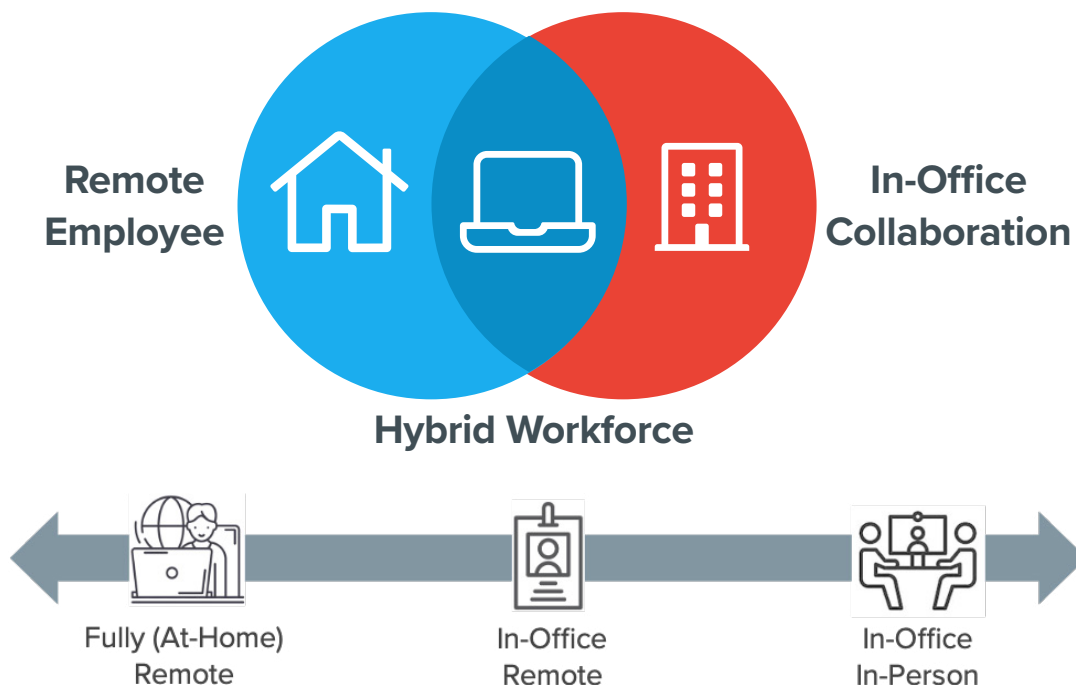 Remote
Employee
In-Office
Collaboration
Hybrid Workforce
Fully (At-Home)
Remote
In-Office
Remote
In-Office
In-Person